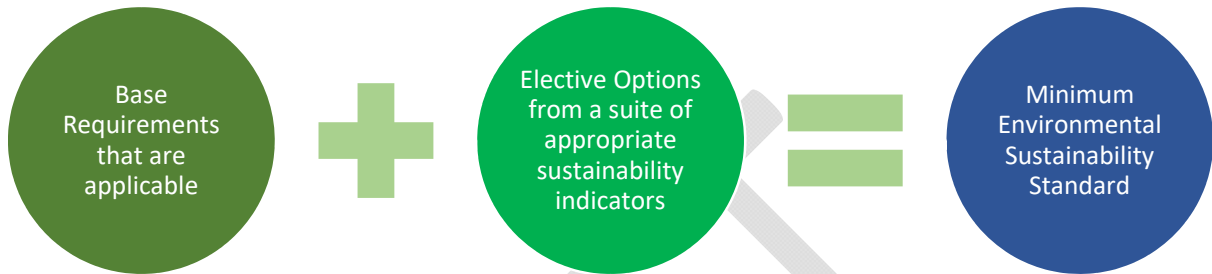 Base
Requirements
that are
applicable
Elective Options
from a suite of
appropriate
sustainability
indicators
Minimum
Environmental
Sustainability
Standard